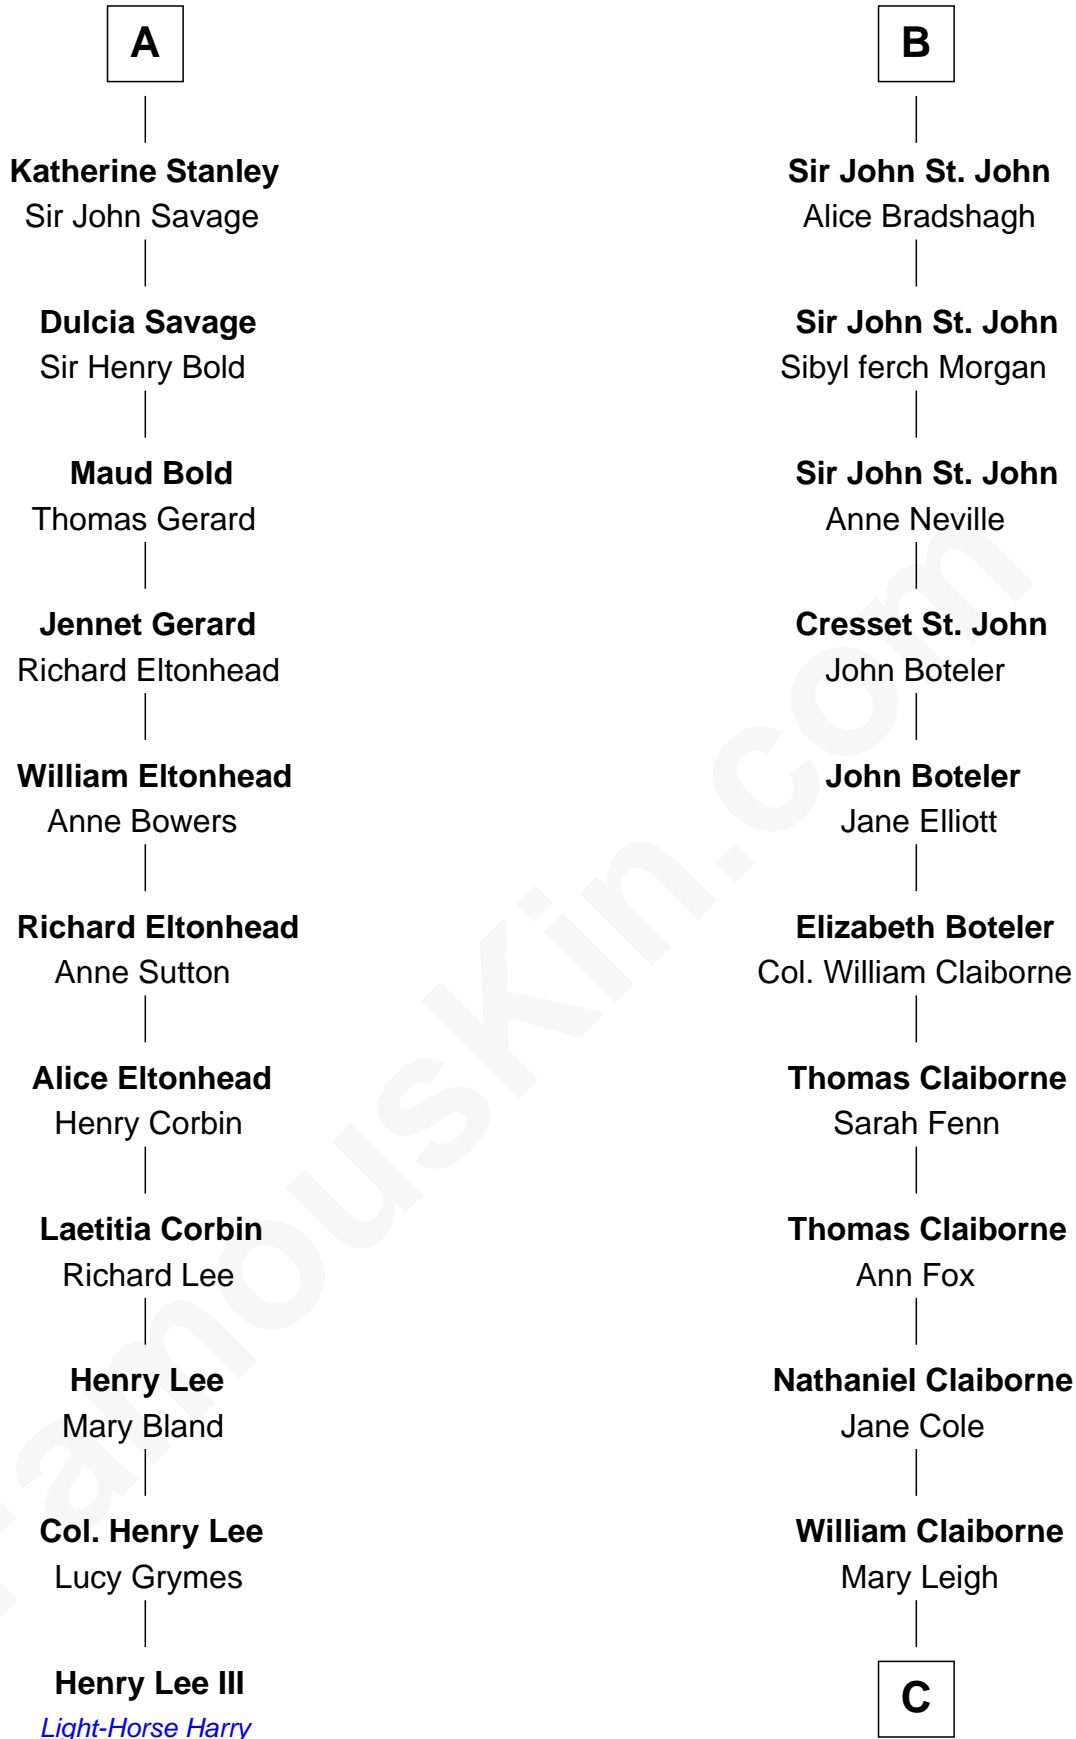 A
Katherine Stanley
Sir John Savage
Dulcia Savage
Sir Henry Bold
Maud Bold
Thomas Gerard
Jennet Gerard
Richard Eltonhead
William Eltonhead
Anne Bowers
Richard Eltonhead
Anne Sutton
Alice Eltonhead
Henry Corbin
Laetitia Corbin
Richard Lee
Henry Lee
Mary Bland
Col. Henry Lee
Lucy Grymes
Henry Lee III
Light-Horse Harry
B
Sir John St. John
Alice Bradshagh
Sir John St. John
Sibyl ferch Morgan
Sir John St. John
Anne Neville
Cresset St. John
John Boteler
John Boteler
Jane Elliott
Elizabeth Boteler
Col. William Claiborne
Thomas Claiborne
Sarah Fenn
Thomas Claiborne
Ann Fox
Nathaniel Claiborne
Jane Cole
William Claiborne
Mary Leigh
C
FamousKin.com